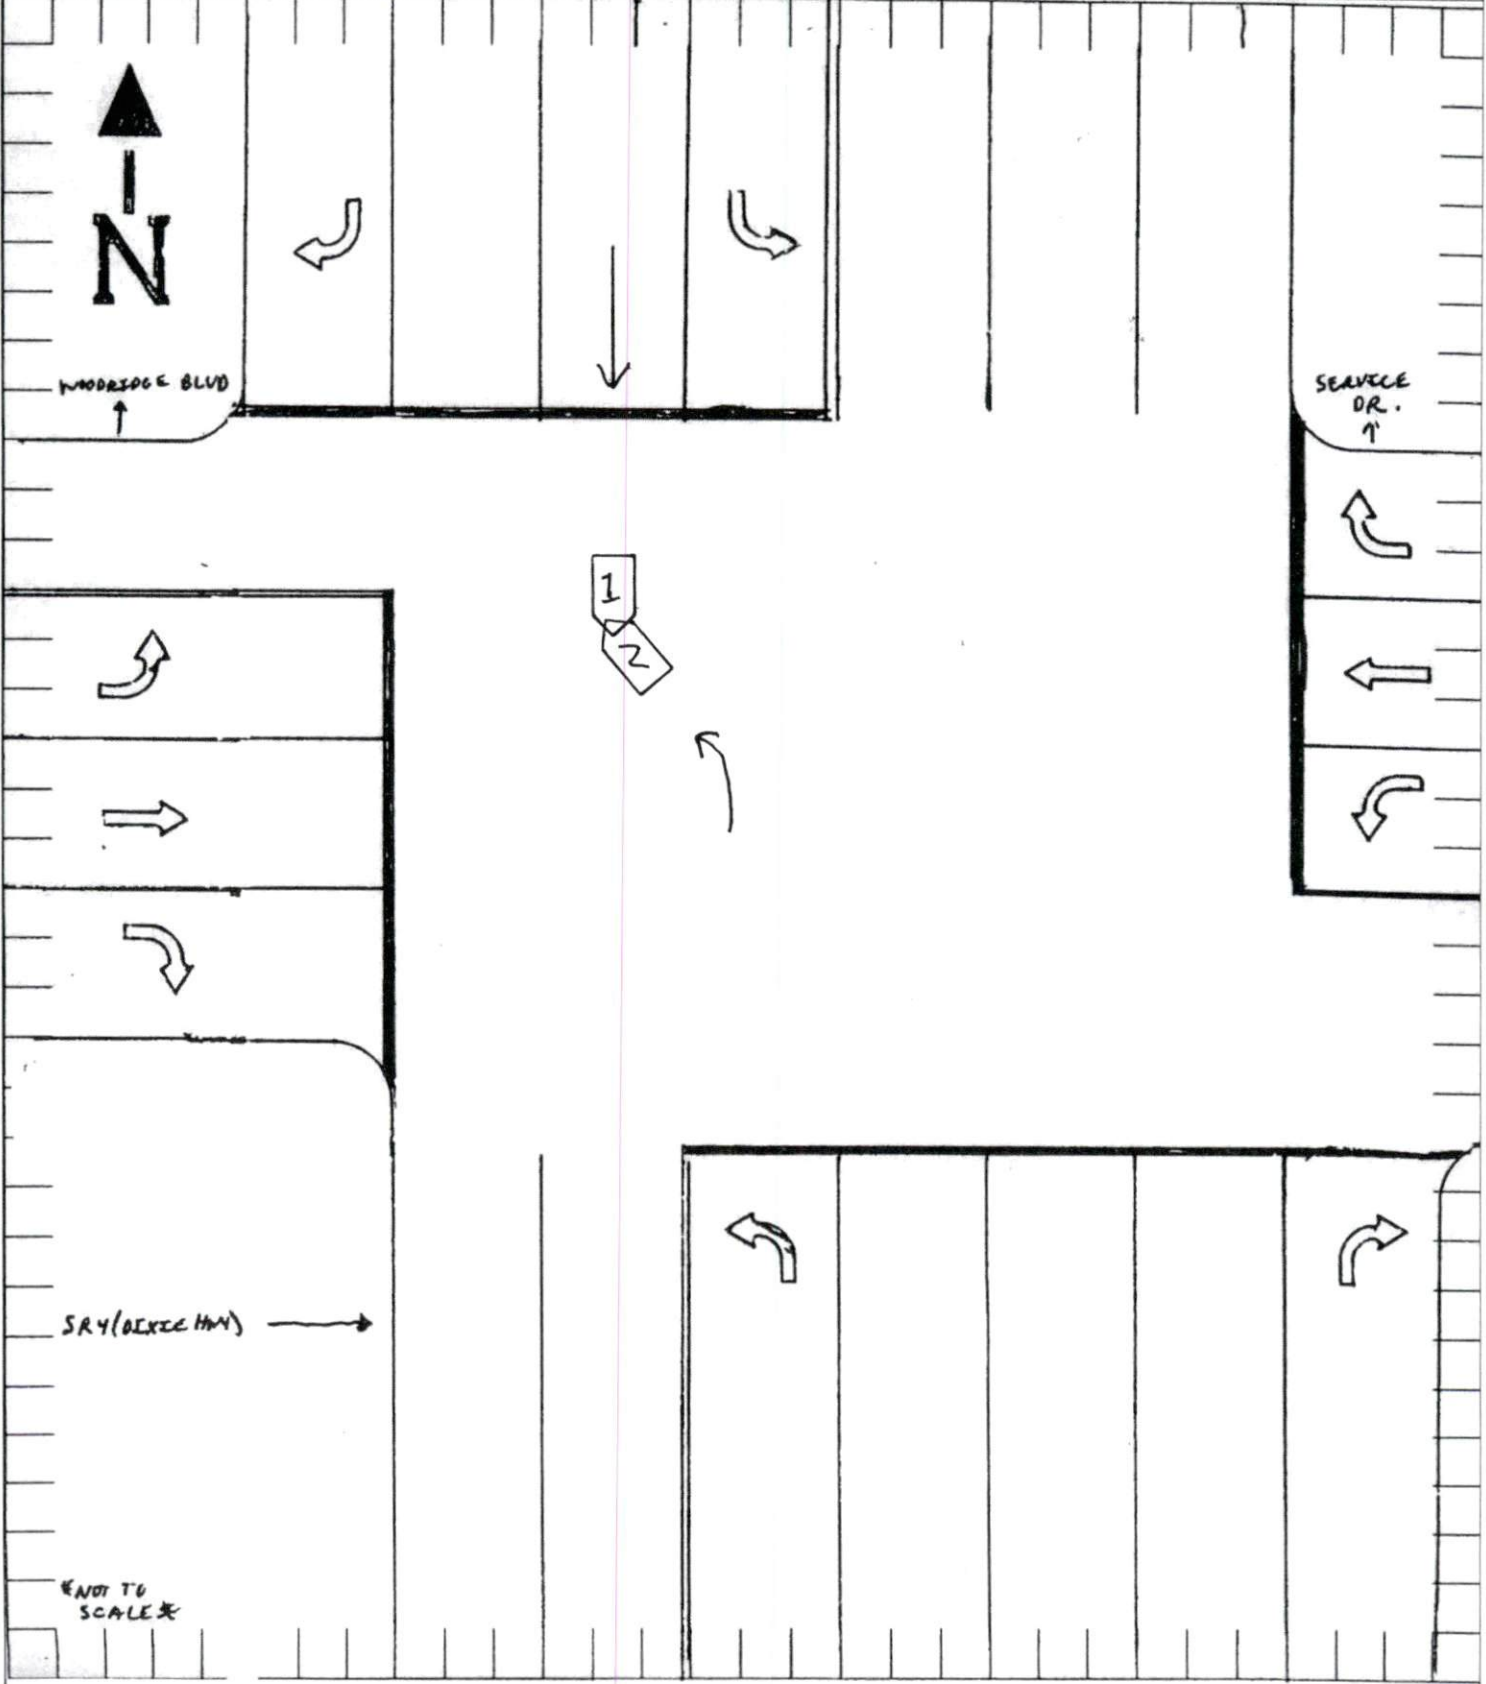 N
WOODRIDGE BLVD
SERVICE
DR.
1
2
SR4(DIXIE HWY)
*NOT TO
SCALE*